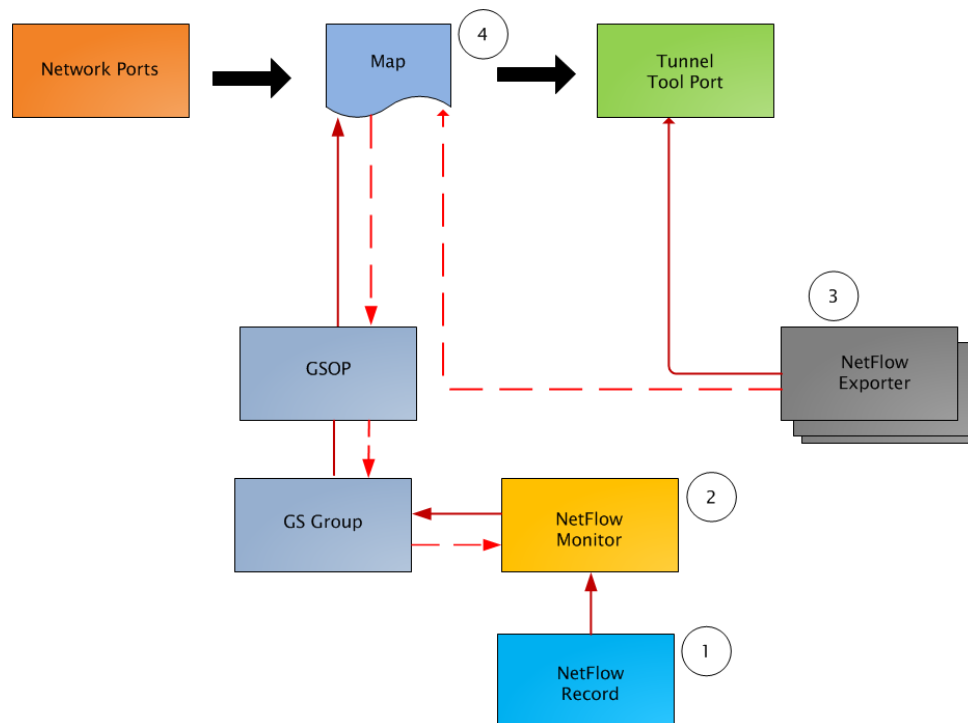 Network Ports
Map
4
Tunnel
Tool Port
3
GSOP
NetFlow
Exporter
2
GS Group
NetFlow
Monitor
1
NetFlow
Record